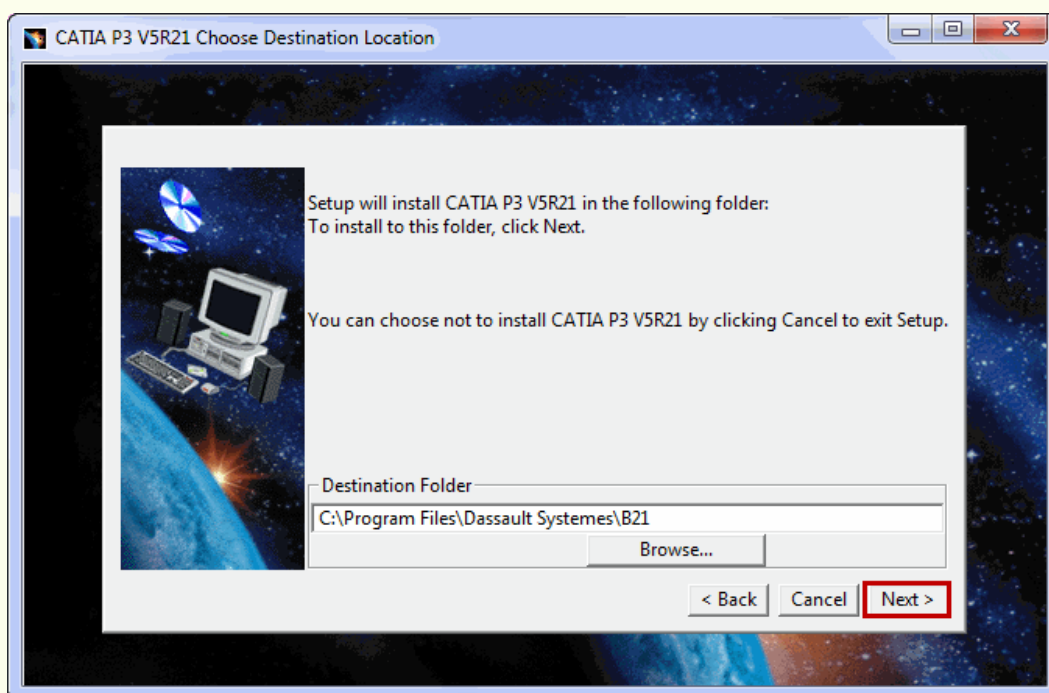 CATIA P3 V5R21 Choose Destination Location
Setup will install CATIA P3 V5R21 in the following folder:
To install to this folder, click Next.
You can choose not to install CATIA P3 V5R21 by clicking Cancel to exit Setup.
Destination Folder
C:\Program Files\Dassault Systemes\B21
Browse...
< Back Cancel Next >